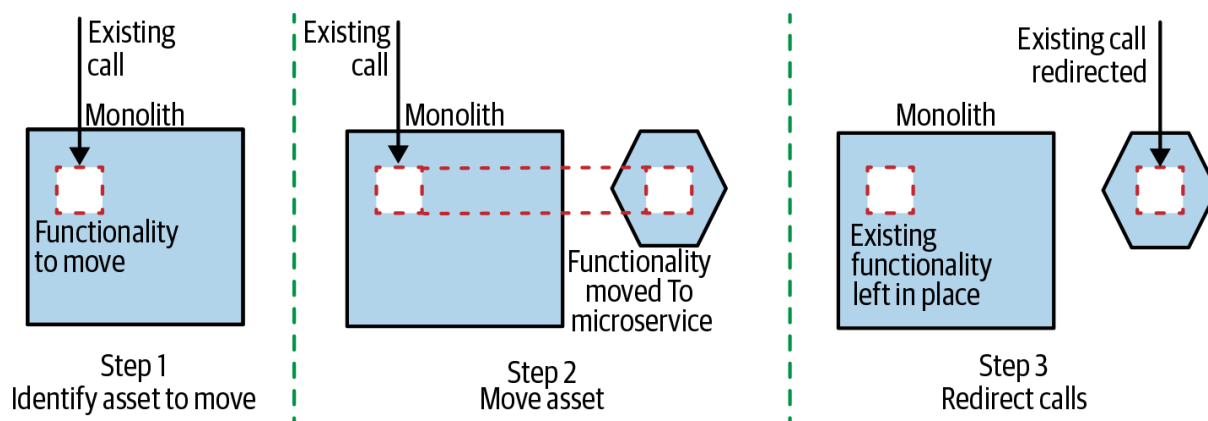 Existing
call
Monolith
Functionality
to move
Step 1
Identify asset to move
Existing
call
Monolith
Functionality
moved To
microservice
Step 2
Move asset
Existing call
redirected
Monolith
Existing
functionality
left in place
Step 3
Redirect calls